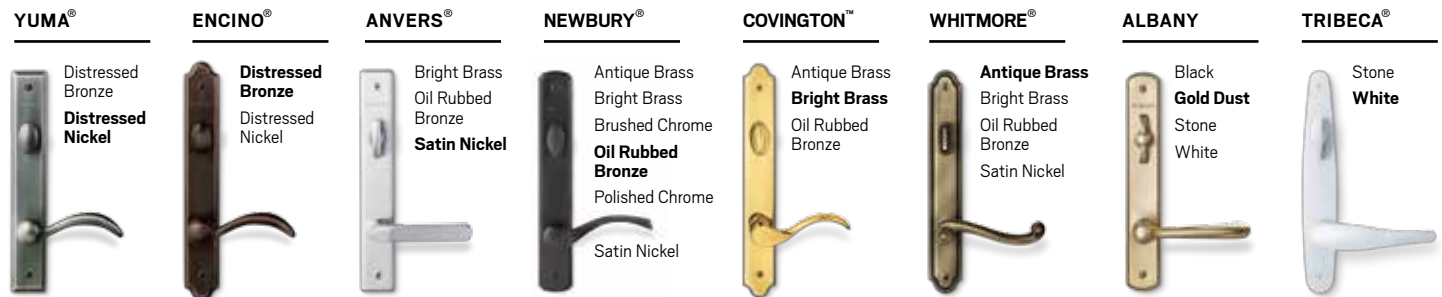 YUMA®
Distressed
Bronze
Distressed
Nickel
ENCINO®
Distressed
Bronze
Distressed
Nickel
ANVERS®
Bright Brass
Oil Rubbed
Bronze
Satin Nickel
NEWBURY®
Antique Brass
Bright Brass
Brushed Chrome
Oil Rubbed
Bronze
Polished Chrome
Satin Nickel
COVINGTON™
Antique Brass
Bright Brass
Oil Rubbed
Bronze
WHITMORE®
Antique Brass
Bright Brass
Oil Rubbed
Bronze
Satin Nickel
ALBANY
Black
Gold Dust
Stone
White
TRIBECA®
Stone
White